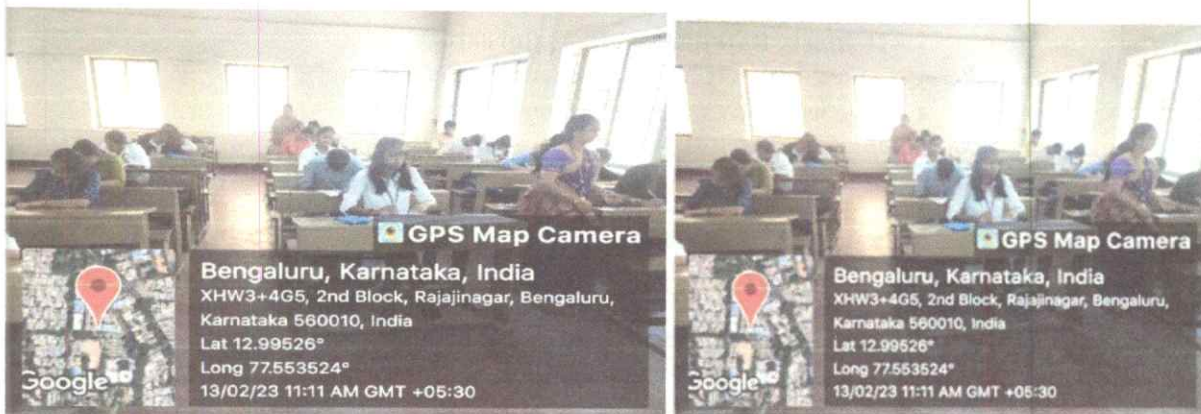 GPS Map Camera
Bengaluru, Karnataka, India
XHW3+4G5, 2nd Block, Rajajinagar, Bengaluru,
Karnataka 560010, India
Lat 12.99526°
Long 77.553524°
13/02/23 11:11 AM GMT +05:30
Google
GPS Map Camera
Bengaluru, Karnataka, India
XHW3+4G5, 2nd Block, Rajajinagar, Bengaluru,
Karnataka 560010, India
Lat 12.99526°
Long 77.553524°
13/02/23 11:11 AM GMT +05:30
Google